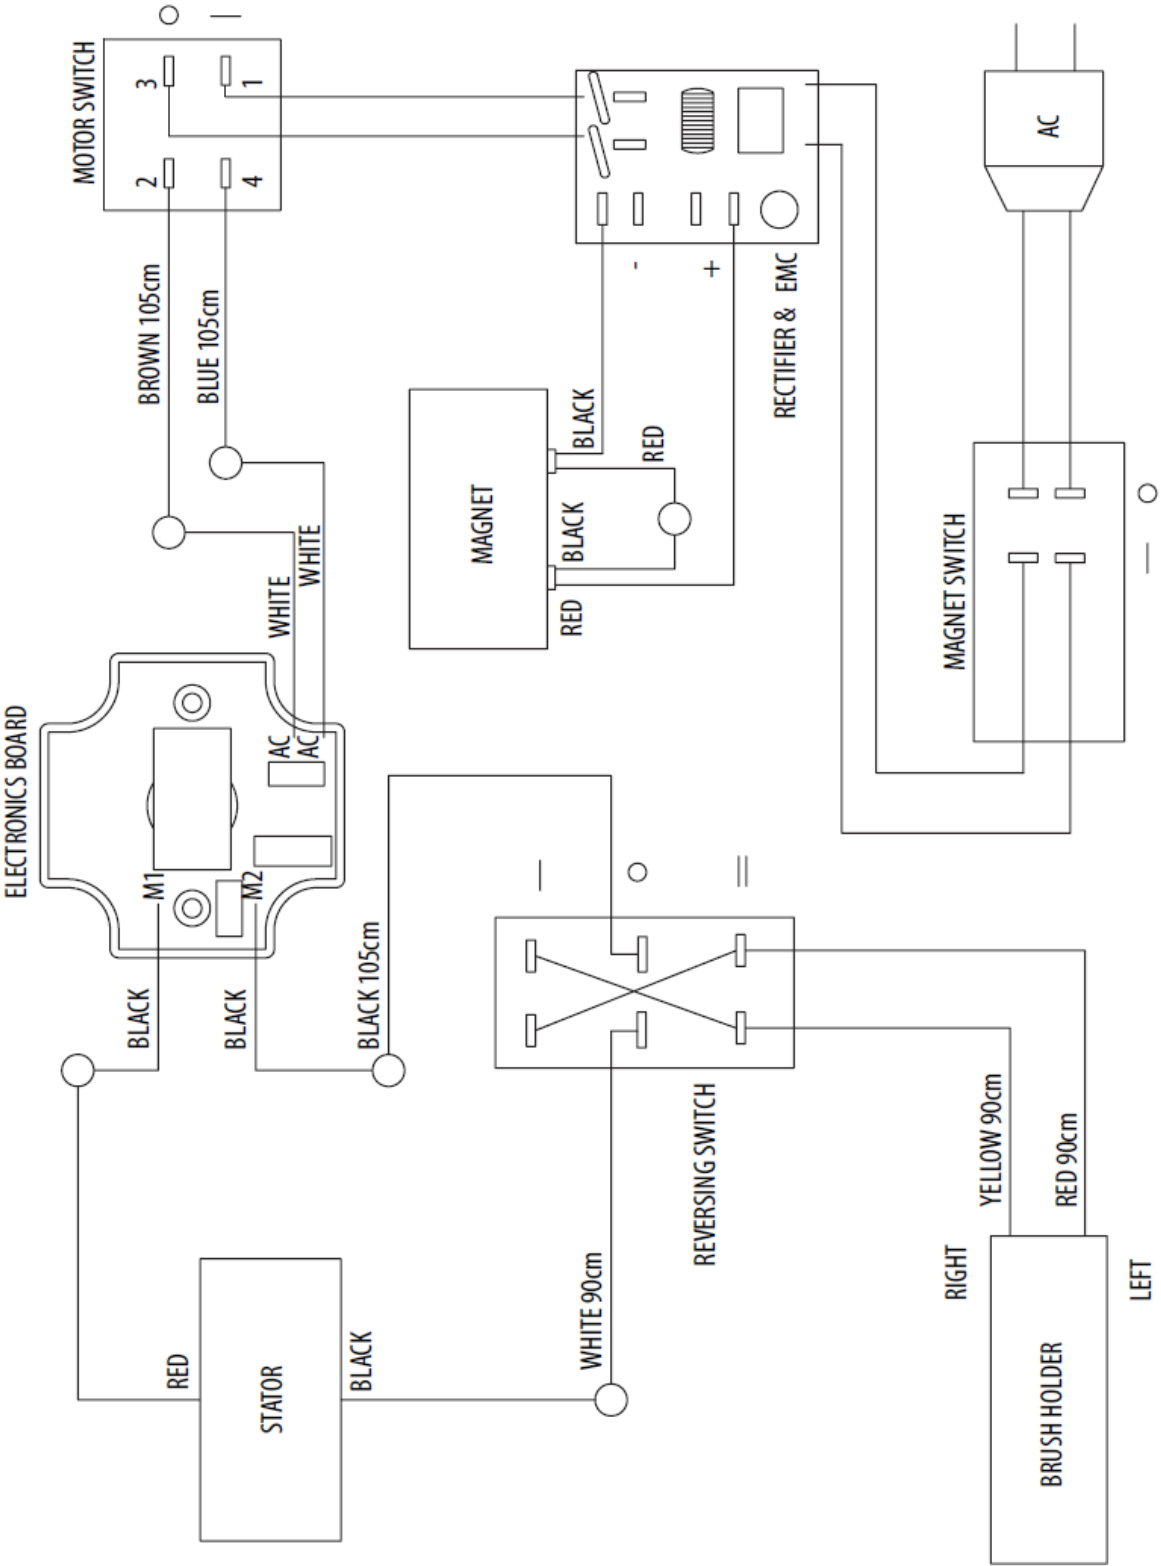 ELECTRONICS BOARD
M1
M2
AC
AC
BLACK
BLACK
WHITE
WHITE
BROWN 105cm
BLUE 105cm
MOTOR SWITCH
2
3
4
1
O
|
STATOR
RED
BLACK
BLACK 105cm
WHITE 90cm
MAGNET
RED
BLACK
RED
BLACK
-
+
RECTIFIER & EMC
REVERSING SWITCH
|
O
||
YELLOW 90cm
RED 90cm
RIGHT
LEFT
BRUSH HOLDER
MAGNET SWITCH
|
O
AC